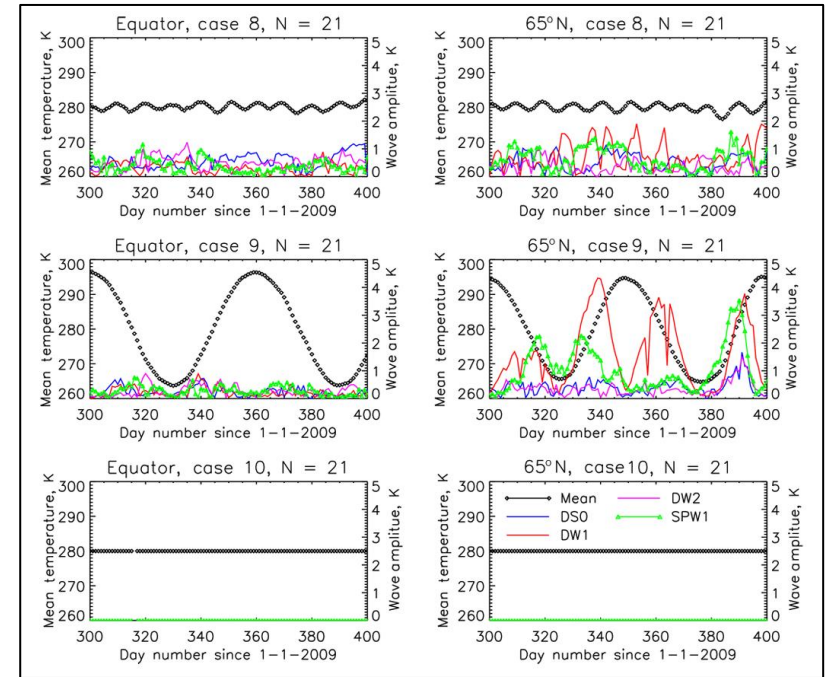 Equator, case 8, N = 21
Mean temperature, K
300
290
280
270
260
5
4
3
2
1
0
Wave amplitue, K
300 320 340 360 380 400
Day number since 1-1-2009
65°N, case 8, N = 21
Mean temperature, K
300
290
280
270
260
5
4
3
2
1
0
Wave amplitue, K
300 320 340 360 380 400
Day number since 1-1-2009
Equator, case 9, N = 21
Mean temperature, K
300
290
280
270
260
5
4
3
2
1
0
Wave amplitue, K
300 320 340 360 380 400
Day number since 1-1-2009
65°N, case 9, N = 21
Mean temperature, K
300
290
280
270
260
5
4
3
2
1
0
Wave amplitue, K
300 320 340 360 380 400
Day number since 1-1-2009
Equator, case 10, N = 21
Mean temperature, K
300
290
280
270
260
5
4
3
2
1
0
Wave amplitue, K
300 320 340 360 380 400
Day number since 1-1-2009
65°N, case 10, N = 21
Mean temperature, K
300
290
280
270
260
Mean DW2
DS0 SPW1
DW1
5
4
3
2
1
0
Wave amplitue, K
300 320 340 360 380 400
Day number since 1-1-2009